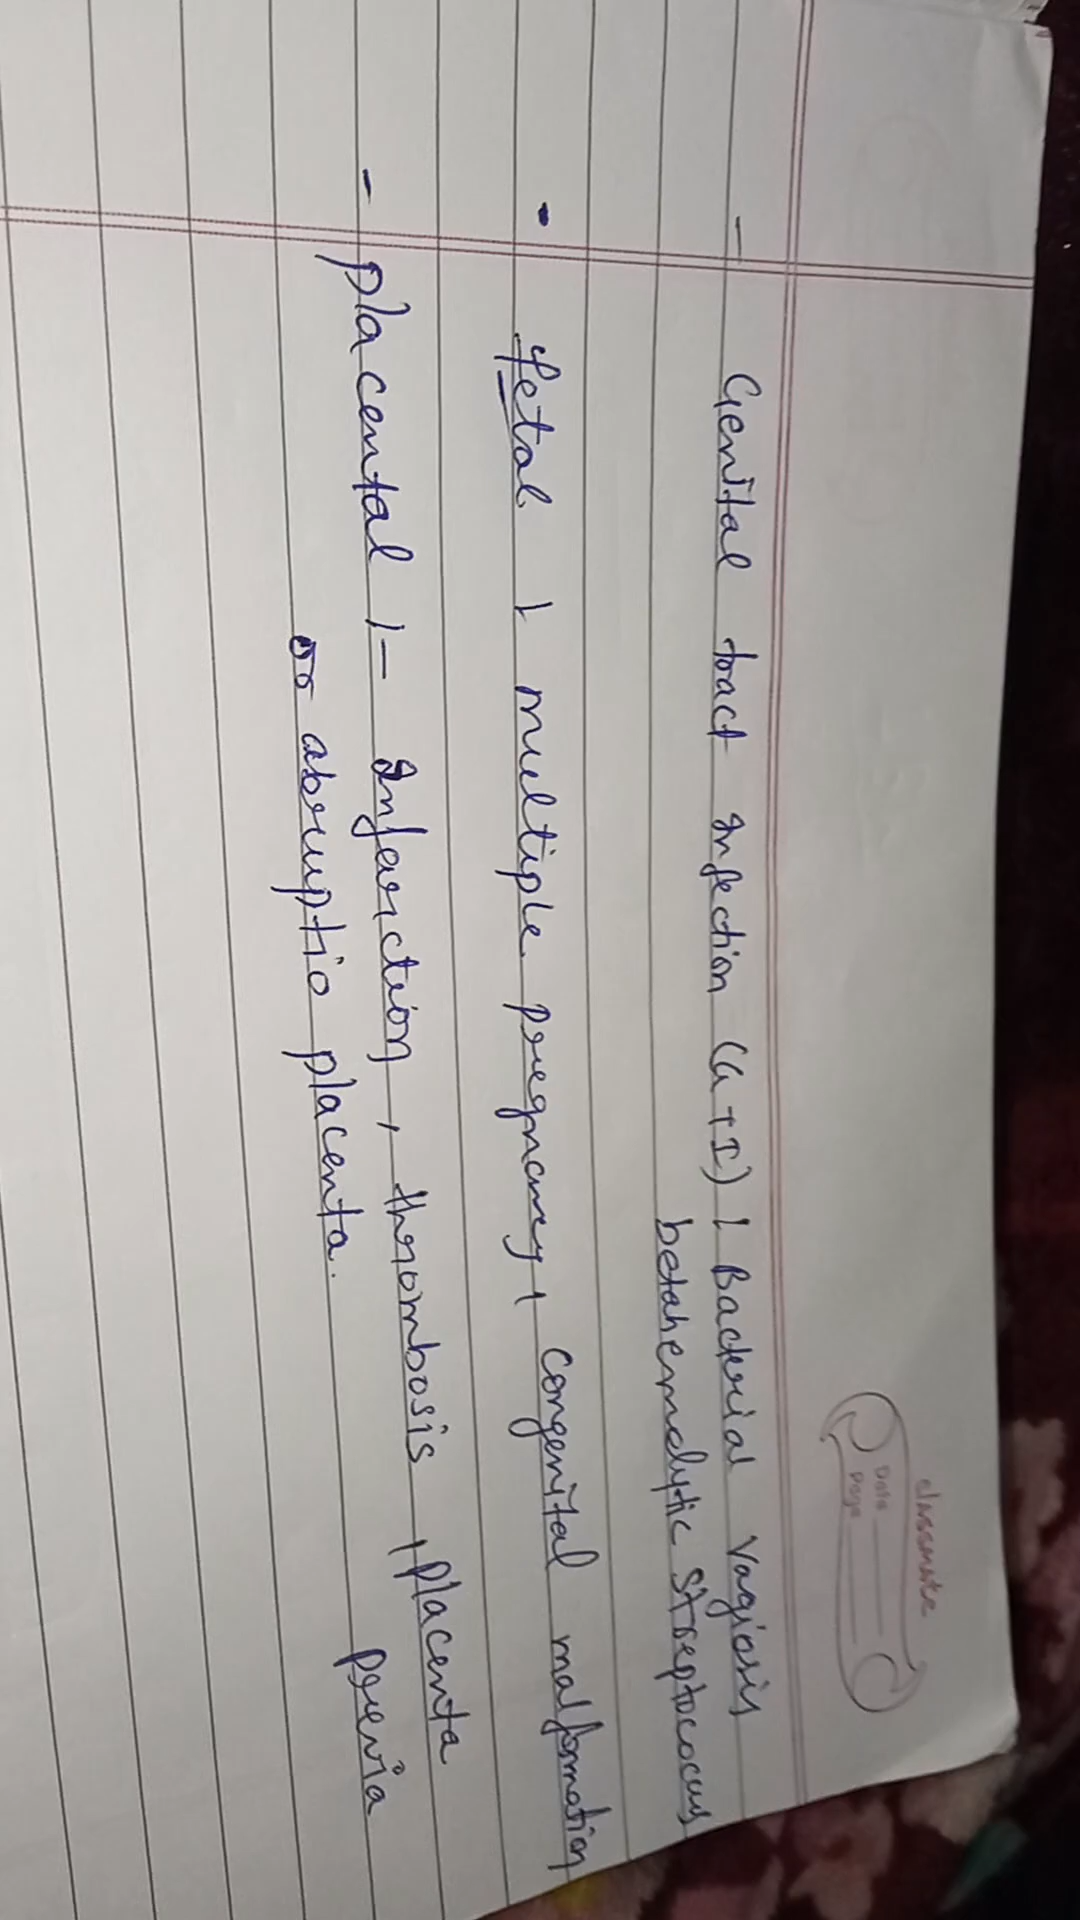 classmate
Date
Page
- Genital tract Infection (GTI) : Bacterial Vagiosis
betahemolytic Streptococcus
- fetal : multiple pregnancy, congenital malformation
- placental :- Infarction, thrombosis, placenta
previa
or abruptio placenta.